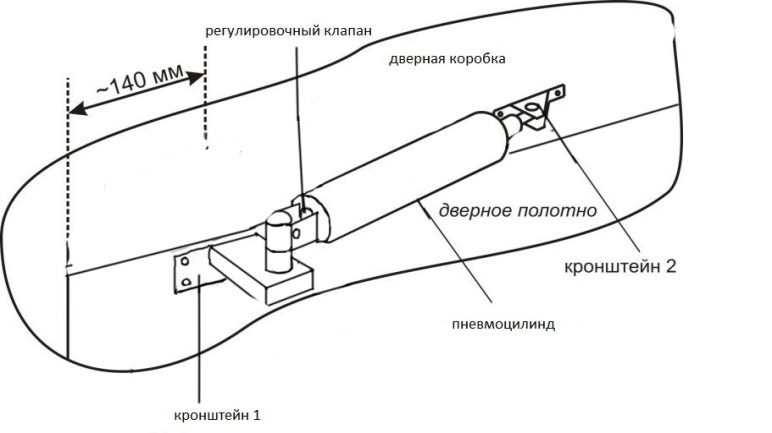 регулировочный клапан
дверная коробка
~140 мм
дверное полотно
кронштейн 2
пневмоцилинд
кронштейн 1